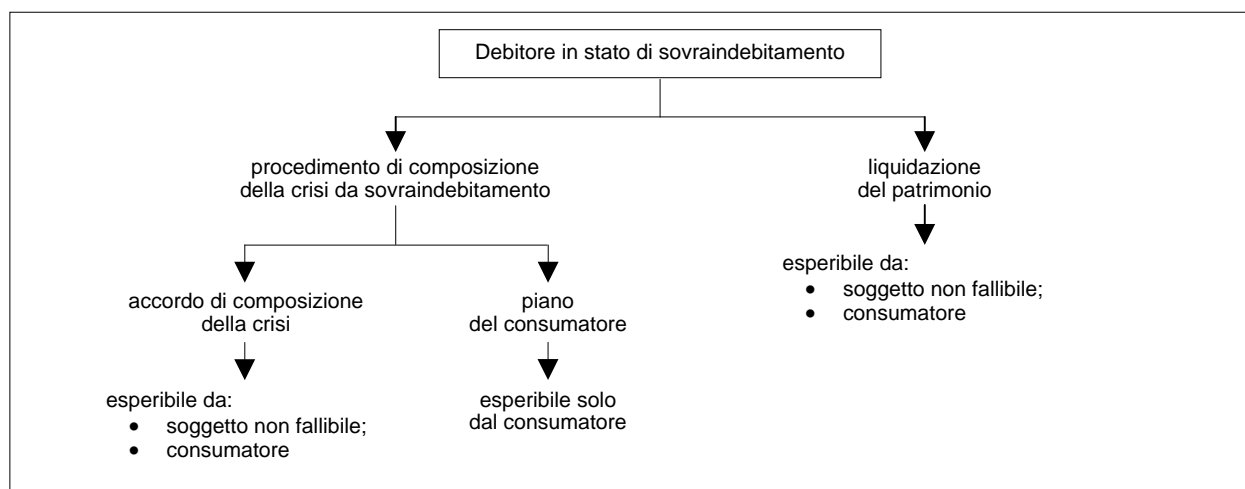 Debitore in stato di sovraindebitamento
procedimento di composizione
della crisi da sovraindebitamento
liquidazione
del patrimonio
accordo di composizione
della crisi
piano
del consumatore
esperibile da:
• soggetto non fallibile;
• consumatore
esperibile da:
• soggetto non fallibile;
• consumatore
esperibile solo
dal consumatore